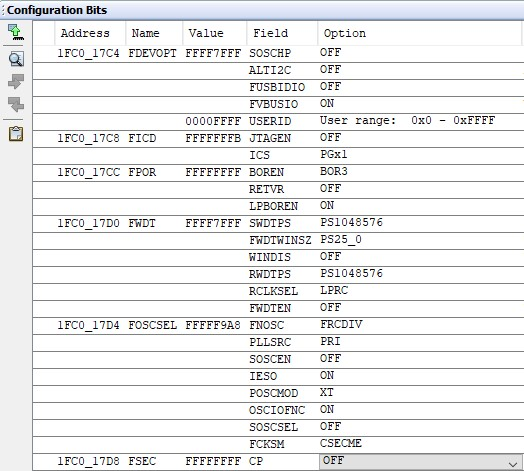 Configuration Bits
Address Name Value Field Option
1FC0_17C4 FDEVOPT FFFF7FFF SOSCHP OFF
ALTI2C OFF
FUSBIDIO OFF
FVBUSIO ON
0000FFFF USERID User range: 0x0 - 0xFFFF
1FC0_17C8 FICD FFFFFFFB JTAGEN OFF
ICS PGx1
1FC0_17CC FPOR FFFFFFFF BOREN BOR3
RETVR OFF
LPBOREN ON
1FC0_17D0 FWDT FFFF7FFF SWDTPS PS1048576
FWDTWINSZ PS25_0
WINDIS OFF
RWDTPS PS1048576
RCLKSEL LPRC
FWDTEN OFF
1FC0_17D4 FOSCSEL FFFFF9A8 FNOSC FRCDIV
PLLSRC PRI
SOSCEN OFF
IESO ON
POSCMOD XT
OSCIOFNC ON
SOSCSEL OFF
FCKSM CSECME
1FC0_17D8 FSEC FFFFFFFF CP OFF